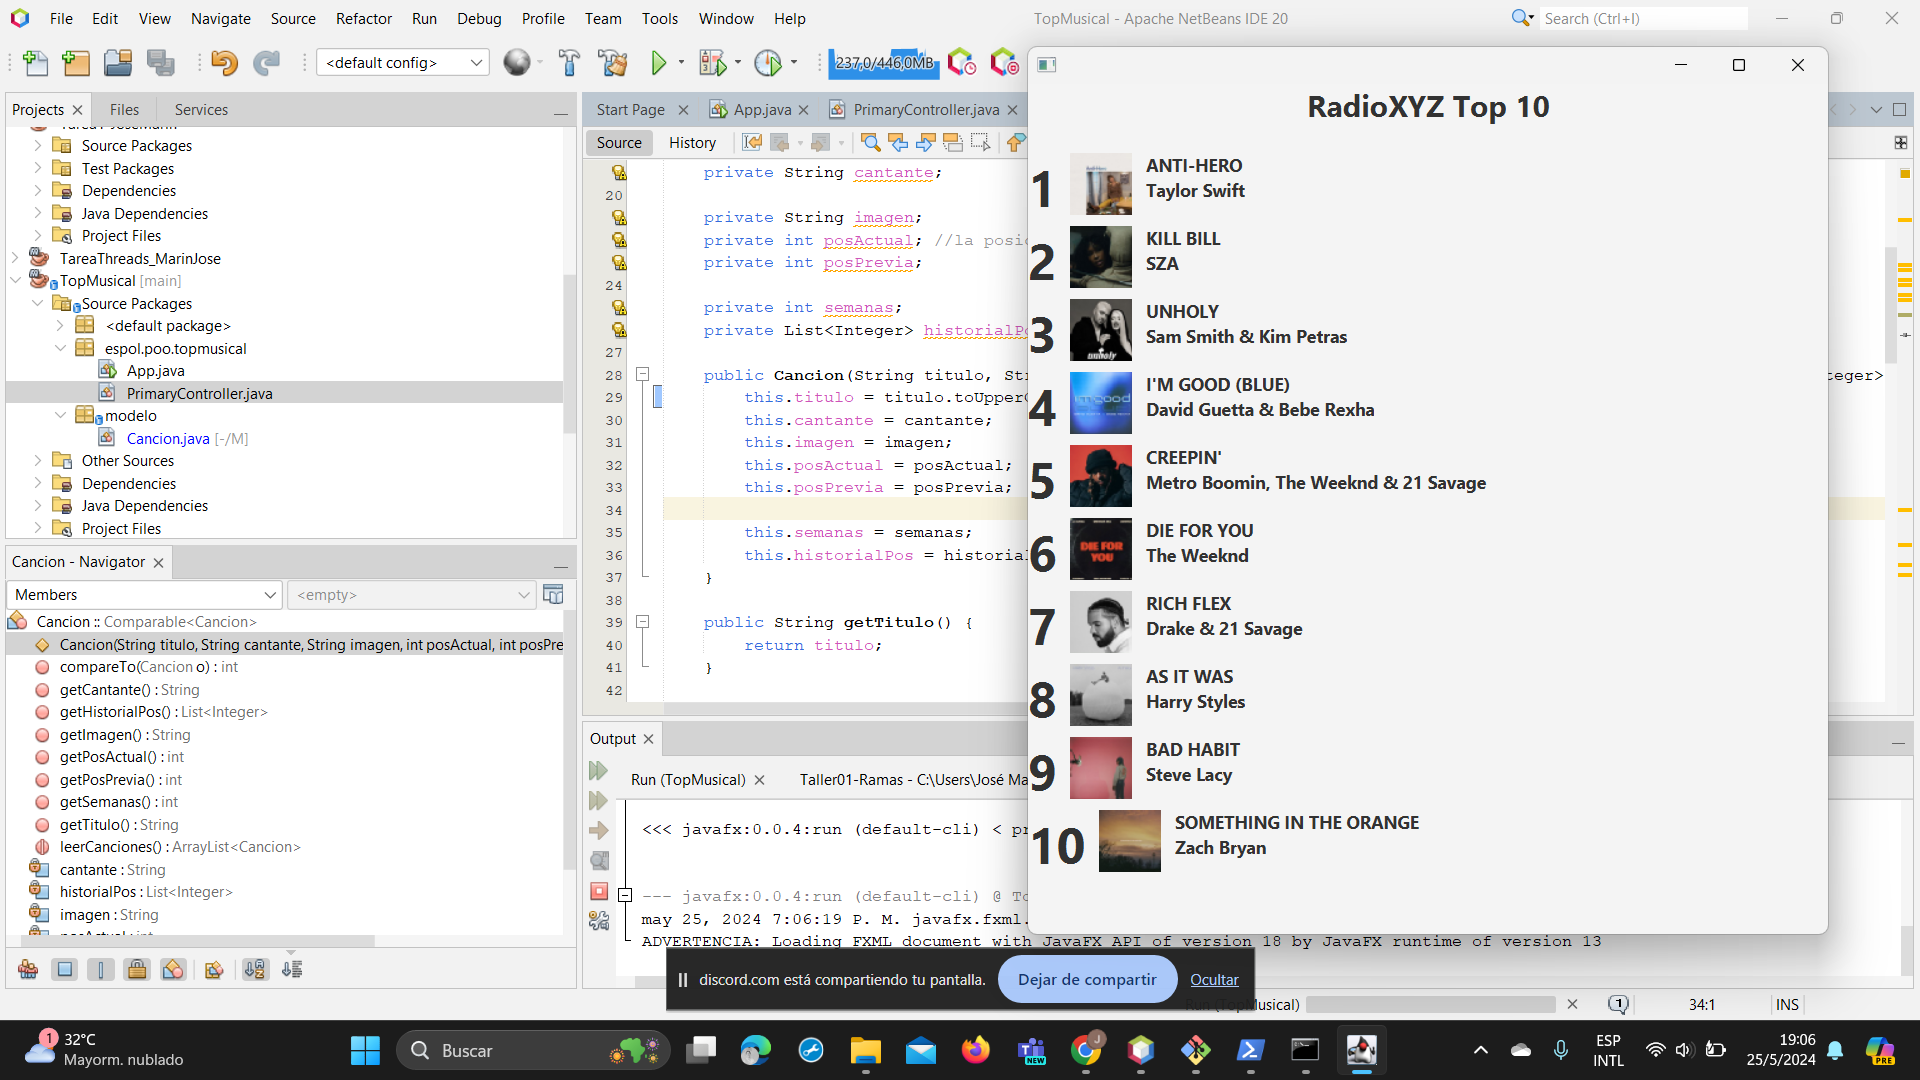 File Edit View Navigate Source Refactor Run Debug Profile Team Tools Window Help
TopMusical - Apache NetBeans IDE 20
Search (Ctrl+I)
<default config>
237,0/446,0MB
Projects
Files
Services
Source Packages
Test Packages
Dependencies
Java Dependencies
Project Files
TareaThreads_MarinJose
TopMusical [main]
Source Packages
<default package>
espol.poo.topmusical
App.java
PrimaryController.java
modelo
Cancion.java [-/M]
Other Sources
Dependencies
Java Dependencies
Project Files
Cancion - Navigator
Members
<empty>
Cancion :: Comparable<Cancion>
Cancion(String titulo, String cantante, String imagen, int posActual, int posPre
compareTo(Cancion o) : int
getCantante() : String
getHistorialPos() : List<Integer>
getImagen() : String
getPosActual() : int
getPosPrevia() : int
getSemanas() : int
getTitulo() : String
leerCanciones() : ArrayList<Cancion>
cantante : String
historialPos : List<Integer>
imagen : String
Start Page
App.java
PrimaryController.java
Source
History
private String cantante;
20
private String imagen;
private int posActual; //la posi
private int posPrevia;
24
private int semanas;
private List<Integer> historialPo
27
28 public Cancion(String titulo, St
nteger>
29 this.titulo = titulo.toUpper
30 this.cantante = cantante;
31 this.imagen = imagen;
32 this.posActual = posActual;
33 this.posPrevia = posPrevia;
34
35 this.semanas = semanas;
36 this.historialPos = historial
37 }
38
39 public String getTitulo() {
40 return titulo;
41 }
42
Output
Run (TopMusical)
Taller01-Ramas - C:\Users\José Ma
<<< javafx:0.0.4:run (default-cli) < pr
--- javafx:0.0.4:run (default-cli) @ To
may 25, 2024 7:06:19 P. M. javafx.fxml.
ADVERTENCIA: Loading FXML document with JavaFX API of version 18 by JavaFX runtime of version 13
RadioXYZ Top 10
1
ANTI-HERO
Taylor Swift
2
KILL BILL
SZA
3
UNHOLY
Sam Smith & Kim Petras
unholy
4
I'M GOOD (BLUE)
David Guetta & Bebe Rexha
5
CREEPIN'
Metro Boomin, The Weeknd & 21 Savage
6
DIE FOR YOU
DIE FOR YOU
The Weeknd
7
RICH FLEX
Drake & 21 Savage
8
AS IT WAS
Harry Styles
9
BAD HABIT
Steve Lacy
10
SOMETHING IN THE ORANGE
Zach Bryan
discord.com está compartiendo tu pantalla.
Dejar de compartir
Ocultar
34:1
INS
1
32°C
Mayorm. nublado
Buscar
NEW
J
ESP
INTL
19:06
25/5/2024
PRE